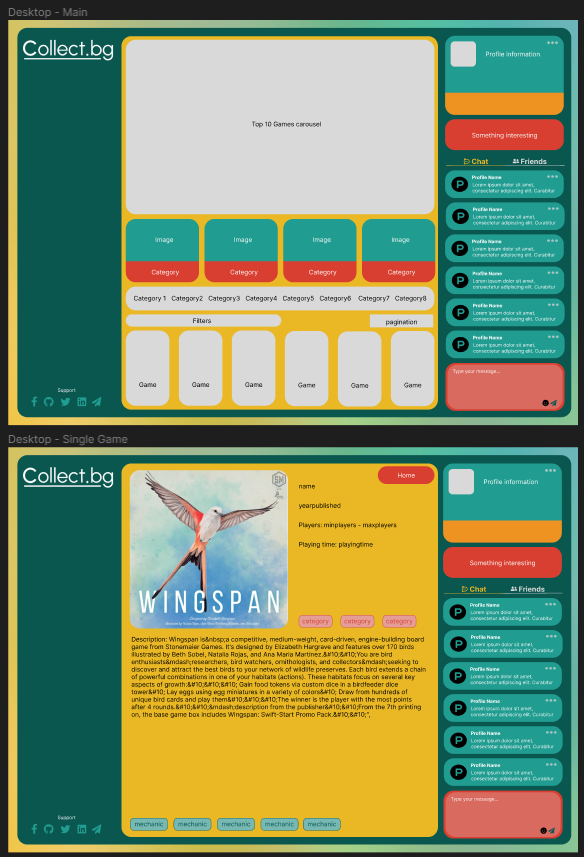 Desktop - Main
Collect.bg
Top 10 Games carousel
Image Image Image Image
Category Category Category Category
Category 1 Category2 Category3 Category4 Category5 Category6 Category7 Category8
Filters
pagination
Game Game Game Game Game Game
Support
Profile information
Something interesting
Chat Friends
Profile Name
Lorem ipsum dolor sit amet,
consectetur adipiscing elit. Curabitur
Profile Name
Lorem ipsum dolor sit amet,
consectetur adipiscing elit. Curabitur
Profile Name
Lorem ipsum dolor sit amet,
consectetur adipiscing elit. Curabitur
Profile Name
Lorem ipsum dolor sit amet,
consectetur adipiscing elit. Curabitur
Profile Name
Lorem ipsum dolor sit amet,
consectetur adipiscing elit. Curabitur
Profile Name
Lorem ipsum dolor sit amet,
consectetur adipiscing elit. Curabitur
Type your message...
Desktop - Single Game
Collect.bg
Home
name
yearpublished
Players: minplayers - maxplayers
Playing time: playingtime
WINGSPAN
category category category
Description: Wingspan is&nbsp;a competitive, medium-weight, card-driven, engine-building board
game from Stonemaier Games. It's designed by Elizabeth Hargrave and features over 170 birds
illustrated by Beth Sobel, Natalia Rojas, and Ana Maria Martinez.&#10;&#10;You are bird
enthusiasts&mdash;researchers, bird watchers, ornithologists, and collectors&mdash;seeking to
discover and attract the best birds to your network of wildlife preserves. Each bird extends a chain
of powerful combinations in one of your habitats (actions). These habitats focus on several key
aspects of growth:&#10;&#10; Gain food tokens via custom dice in a birdfeeder dice
tower&#10; Lay eggs using egg miniatures in a variety of colors&#10; Draw from hundreds of
unique bird cards and play them&#10;&#10;&#10;The winner is the player with the most points
after 4 rounds.&#10;&#10;&mdash;description from the publisher&#10;&#10;From the 7th printing
on, the base game box includes Wingspan: Swift-Start Promo Pack.&#10;&#10;",
mechanic mechanic mechanic mechanic mechanic
Support
Profile information
Something interesting
Chat Friends
Profile Name
Lorem ipsum dolor sit amet,
consectetur adipiscing elit. Curabitur
Profile Name
Lorem ipsum dolor sit amet,
consectetur adipiscing elit. Curabitur
Profile Name
Lorem ipsum dolor sit amet,
consectetur adipiscing elit. Curabitur
Profile Name
Lorem ipsum dolor sit amet,
consectetur adipiscing elit. Curabitur
Profile Name
Lorem ipsum dolor sit amet,
consectetur adipiscing elit. Curabitur
Profile Name
Lorem ipsum dolor sit amet,
consectetur adipiscing elit. Curabitur
Type your message...